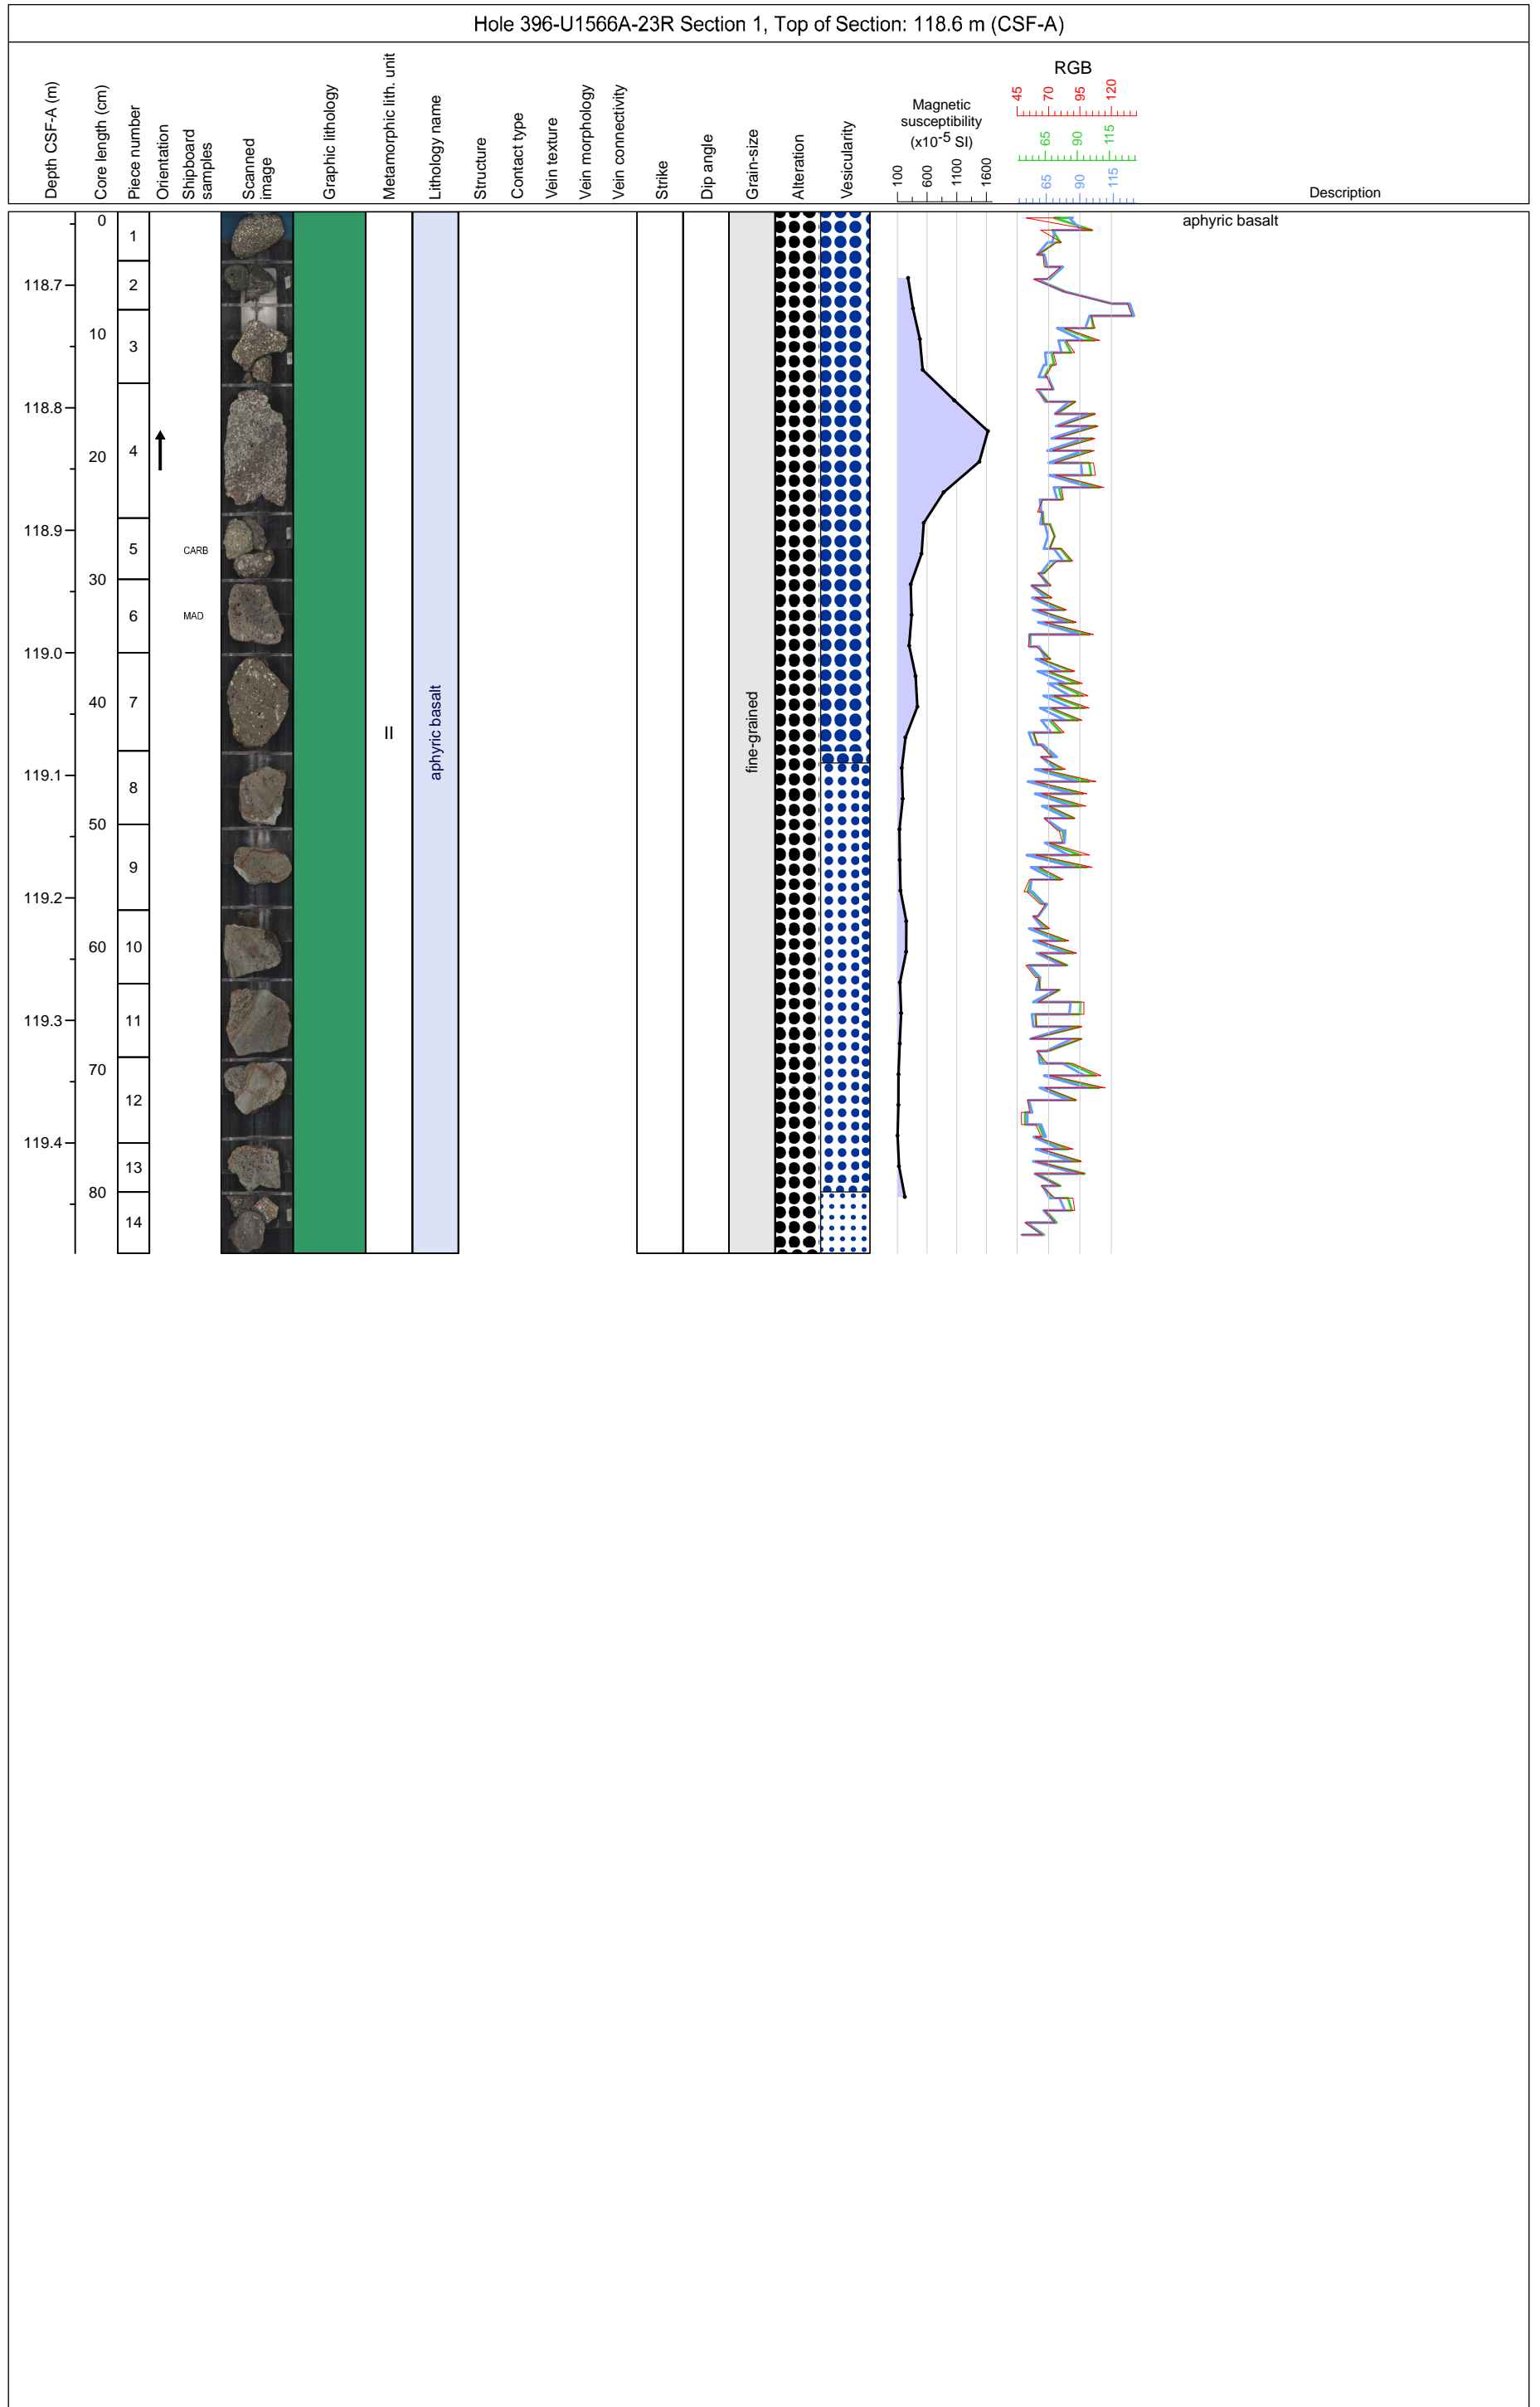 Hole 396-U1566A-23R Section 1, Top of Section: 118.6 m (CSF-A)
Depth CSF-A (m)
Core length (cm)
Piece number
Orientation
Shipboard
samples
Scanned
image
Graphic lithology
Metamorphic lith. unit
Lithology name
Structure
Contact type
Vein texture
Vein morphology
Vein connectivity
Strike
Dip angle
Grain-size
Alteration
Vesicularity
Magnetic
susceptibility
(x10-5 SI)
100 600 1100 1600
RGB
45 70 95 120
65 90 115
65 90 115
Description
118.7
118.8
118.9
119.0
119.1
119.2
119.3
119.4
0
10
20
30
40
50
60
70
80
1
2
3
4
5
6
7
8
9
10
11
12
13
14
CARB
MAD
II
aphyric basalt
fine-grained
aphyric basalt